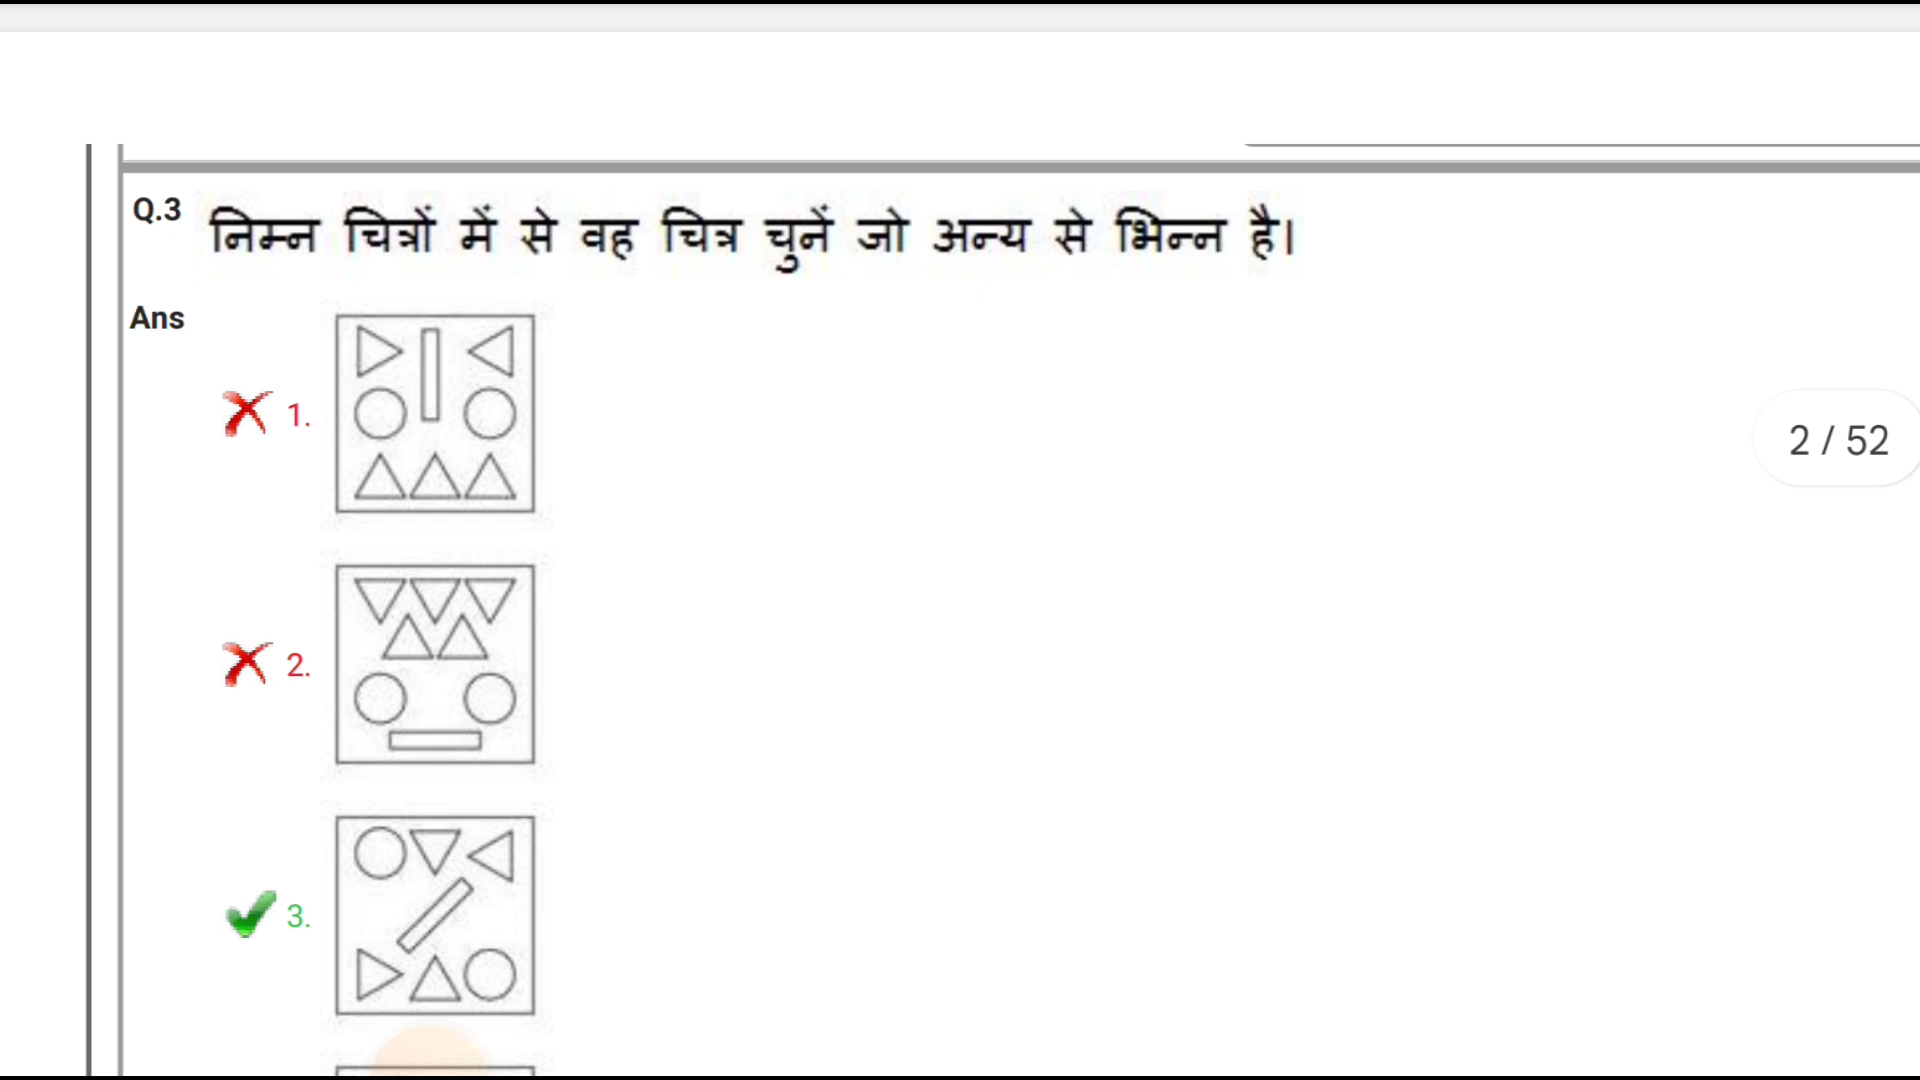 Q.3 निम्न चित्रों में से वह चित्र चुनें जो अन्य से भिन्न है।
Ans
1.
2 / 52
2.
3.